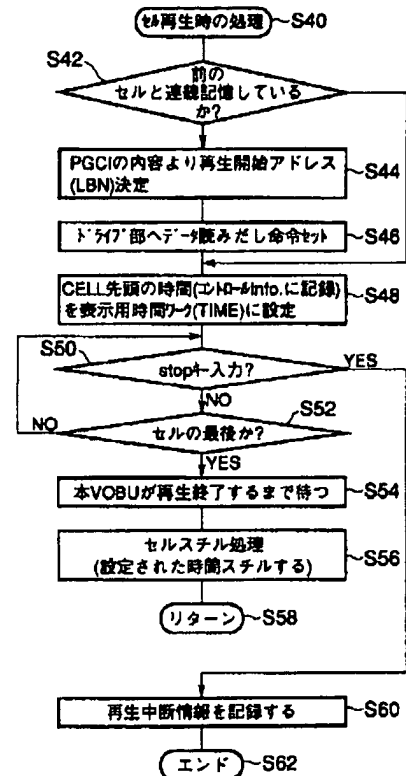 セル再生時の処理
S40
S42
前の
セルと連続記憶している
か?
PGCIの内容より再生開始アドレス
(LBN)決定
S44
ドライブ部へデータ読みだし命令セット
S46
CELL先頭の時間(コントロールinfo.に記録)
を表示用時間ワーク(TIME)に設定
S48
S50
stopキー入力?
YES
NO
S52
NO
セルの最後か?
YES
本VOBUが再生終了するまで待つ
S54
セルスチル処理
(設定された時間スチルする)
S56
リターン
S58
再生中断情報を記録する
S60
エンド
S62